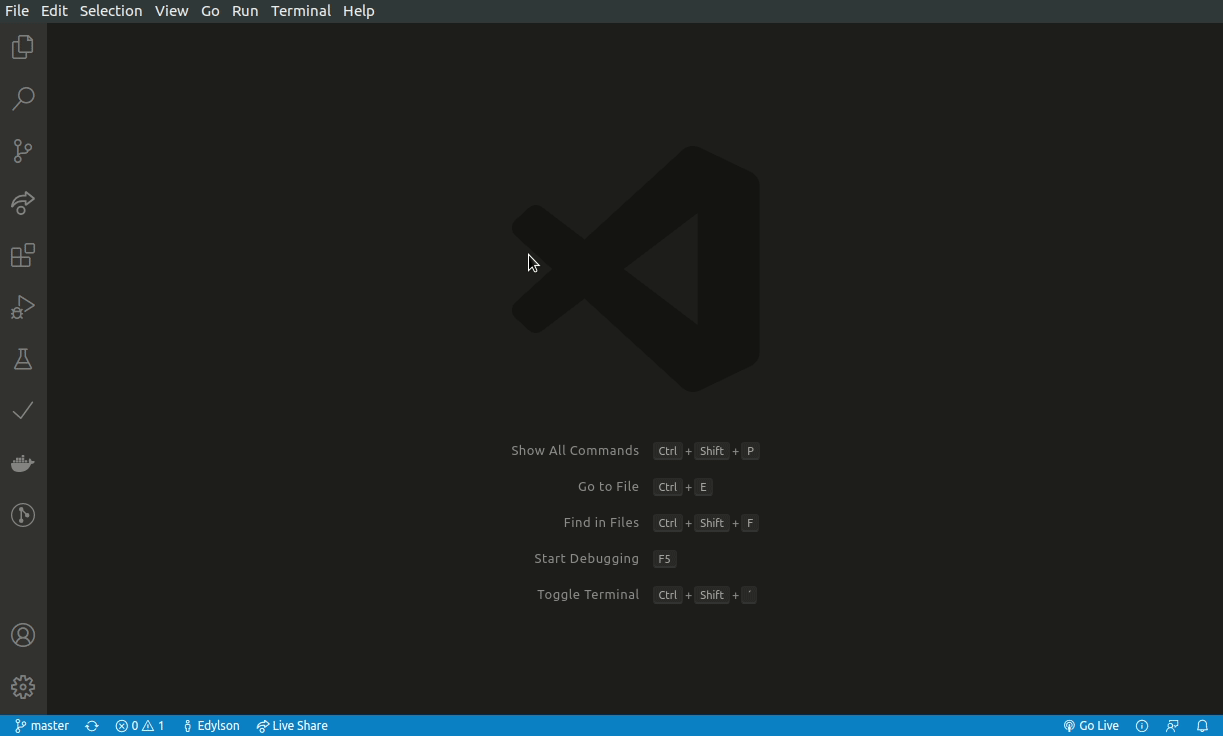 File Edit Selection View Go Run Terminal Help
Show All Commands Ctrl + Shift + P
Go to File Ctrl + E
Find in Files Ctrl + Shift + F
Start Debugging F5
Toggle Terminal Ctrl + Shift + ´
master 0 1 Edylson Live Share Go Live